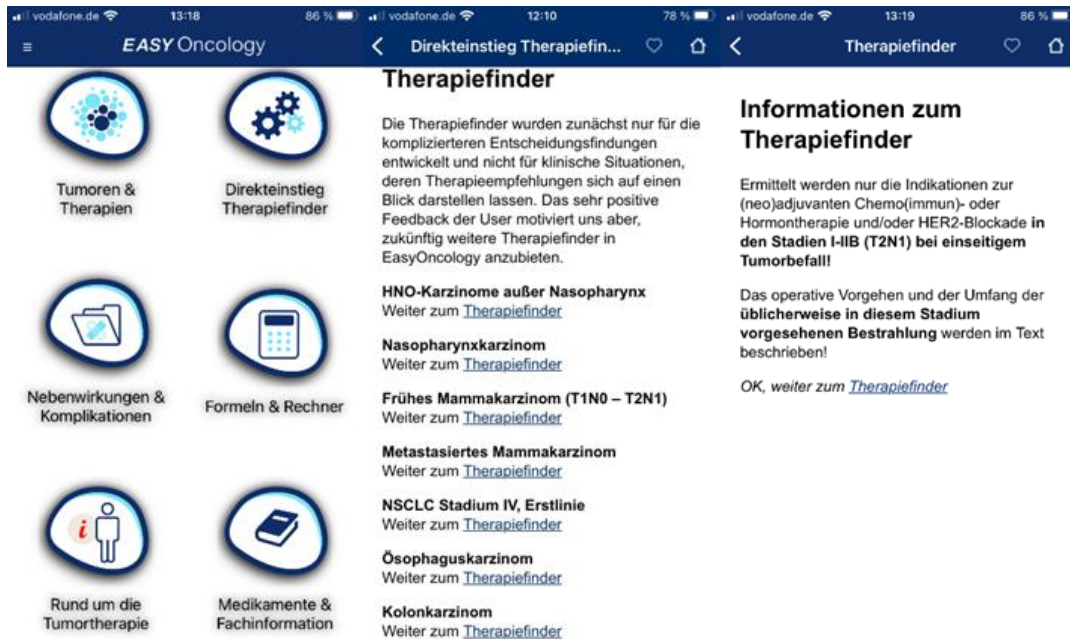 vodafone.de 13:18 86 %
EASY Oncology
Tumoren &
Therapien
Direkteinstieg
Therapiefinder
Nebenwirkungen &
Komplikationen
Formeln & Rechner
i
Rund um die
Tumortherapie
Medikamente &
Fachinformation
vodafone.de 12:10 78 %
Direkteinstieg Therapiefin...
Therapiefinder
Die Therapiefinder wurden zunächst nur für die
komplizierteren Entscheidungsfindungen
entwickelt und nicht für klinische Situationen,
deren Therapieempfehlungen sich auf einen
Blick darstellen lassen. Das sehr positive
Feedback der User motiviert uns aber,
zukünftig weitere Therapiefinder in
EasyOncology anzubieten.
HNO-Karzinome außer Nasopharynx
Weiter zum Therapiefinder
Nasopharynxkarzinom
Weiter zum Therapiefinder
Frühes Mammakarzinom (T1N0 – T2N1)
Weiter zum Therapiefinder
Metastasiertes Mammakarzinom
Weiter zum Therapiefinder
NSCLC Stadium IV, Erstlinie
Weiter zum Therapiefinder
Ösophaguskarzinom
Weiter zum Therapiefinder
Kolonkarzinom
Weiter zum Therapiefinder
vodafone.de 13:19 86 %
Therapiefinder
Informationen zum
Therapiefinder
Ermittelt werden nur die Indikationen zur
(neo)adjuvanten Chemo(immun)- oder
Hormontherapie und/oder HER2-Blockade in
den Stadien I-IIB (T2N1) bei einseitigem
Tumorbefall!
Das operative Vorgehen und der Umfang der
üblicherweise in diesem Stadium
vorgesehenen Bestrahlung werden im Text
beschrieben!
OK, weiter zum Therapiefinder